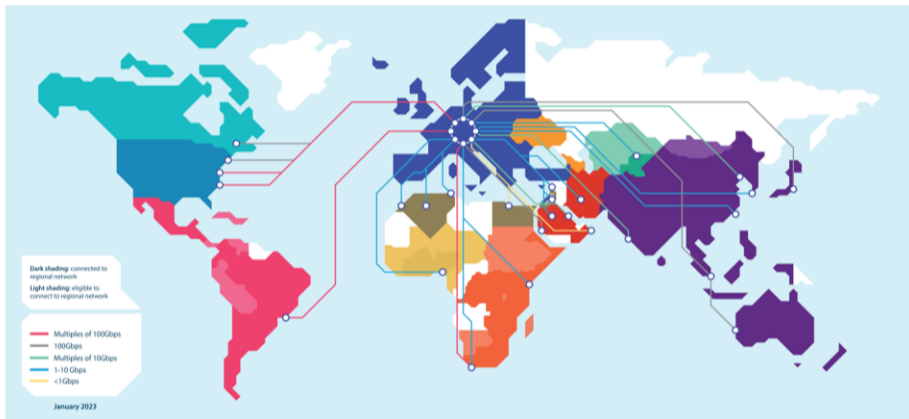 Dark shading: connected to
regional network
Light shading: eligible to
connect to regional network
Multiples of 100Gbps
100Gbps
Multiples of 10Gbps
1-10 Gbps
<1Gbps
January 2023